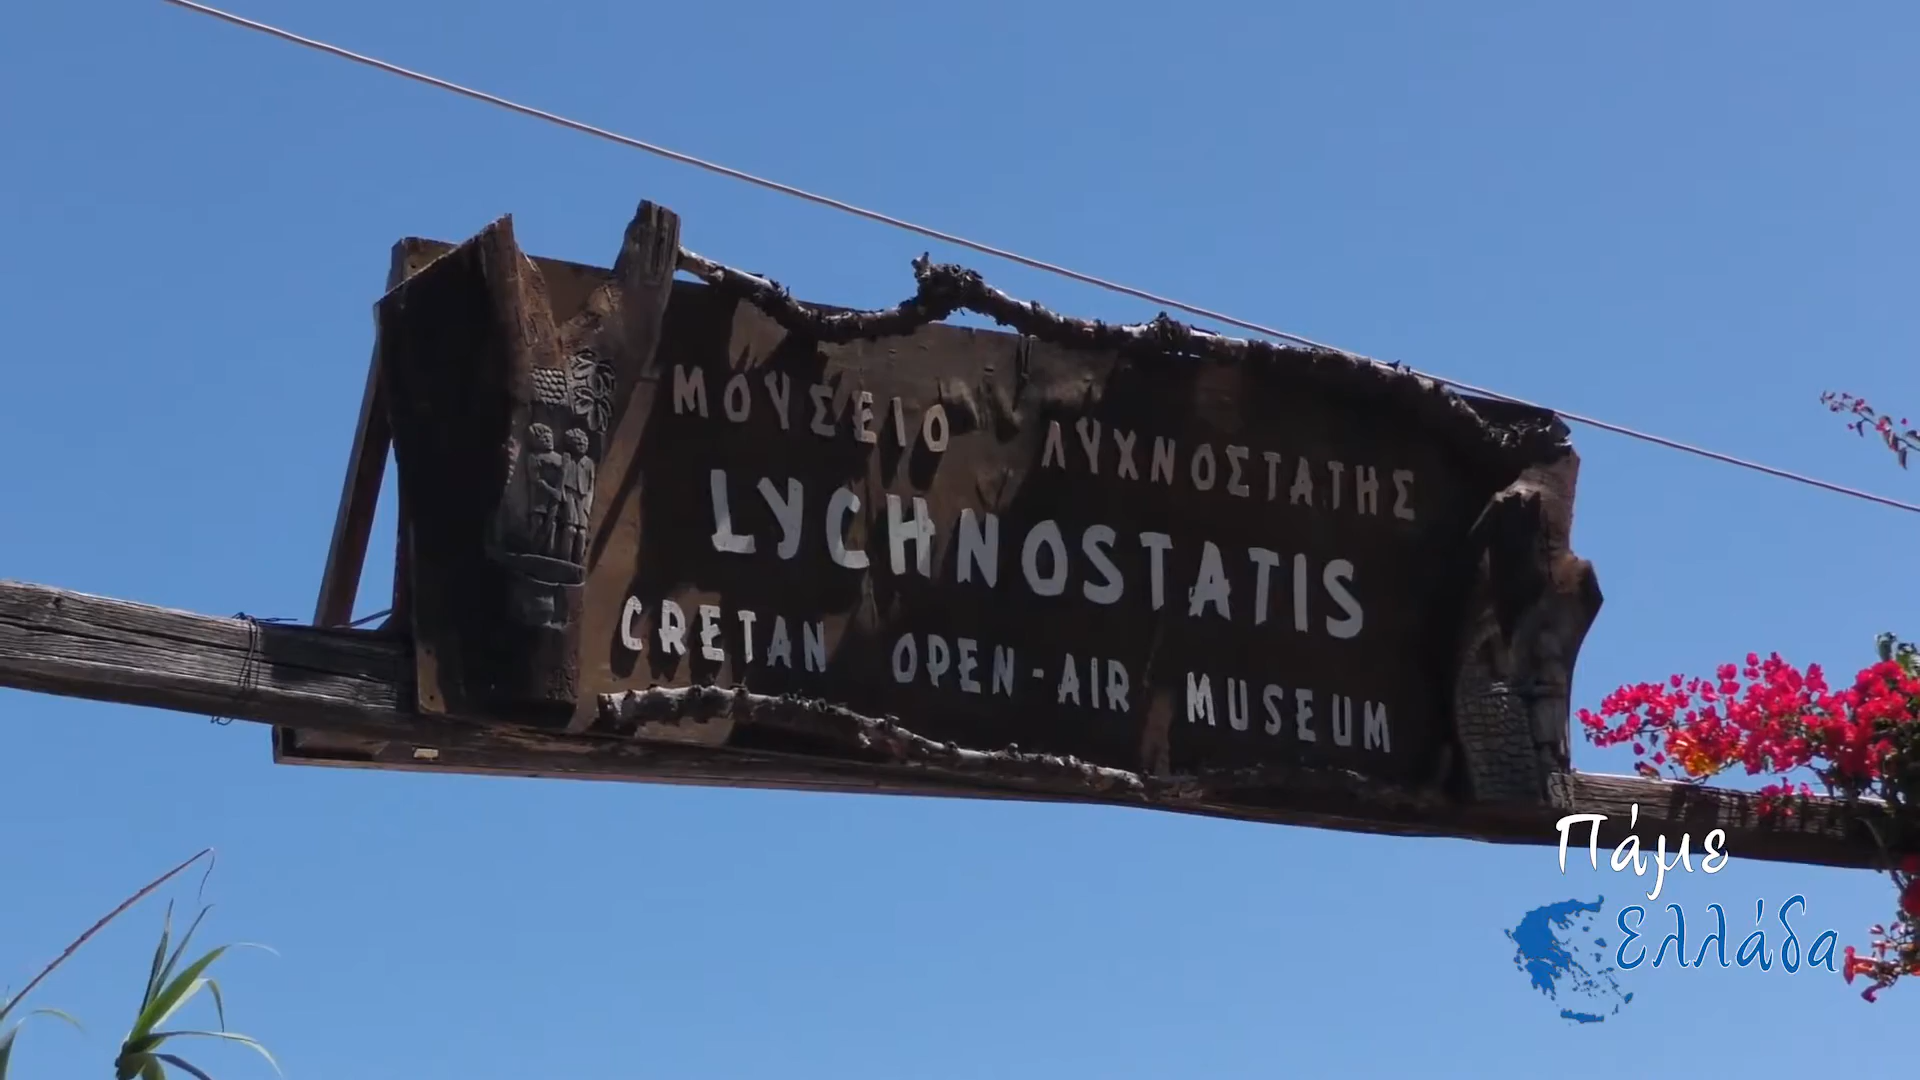 ΜΟΥΣΕΙΟ ΛΥΧΝΟΣΤΑΤΗΣ
LYCHNOSTATIS
CRETAN OPEN-AIR MUSEUM
Πάμε
Ελλάδα